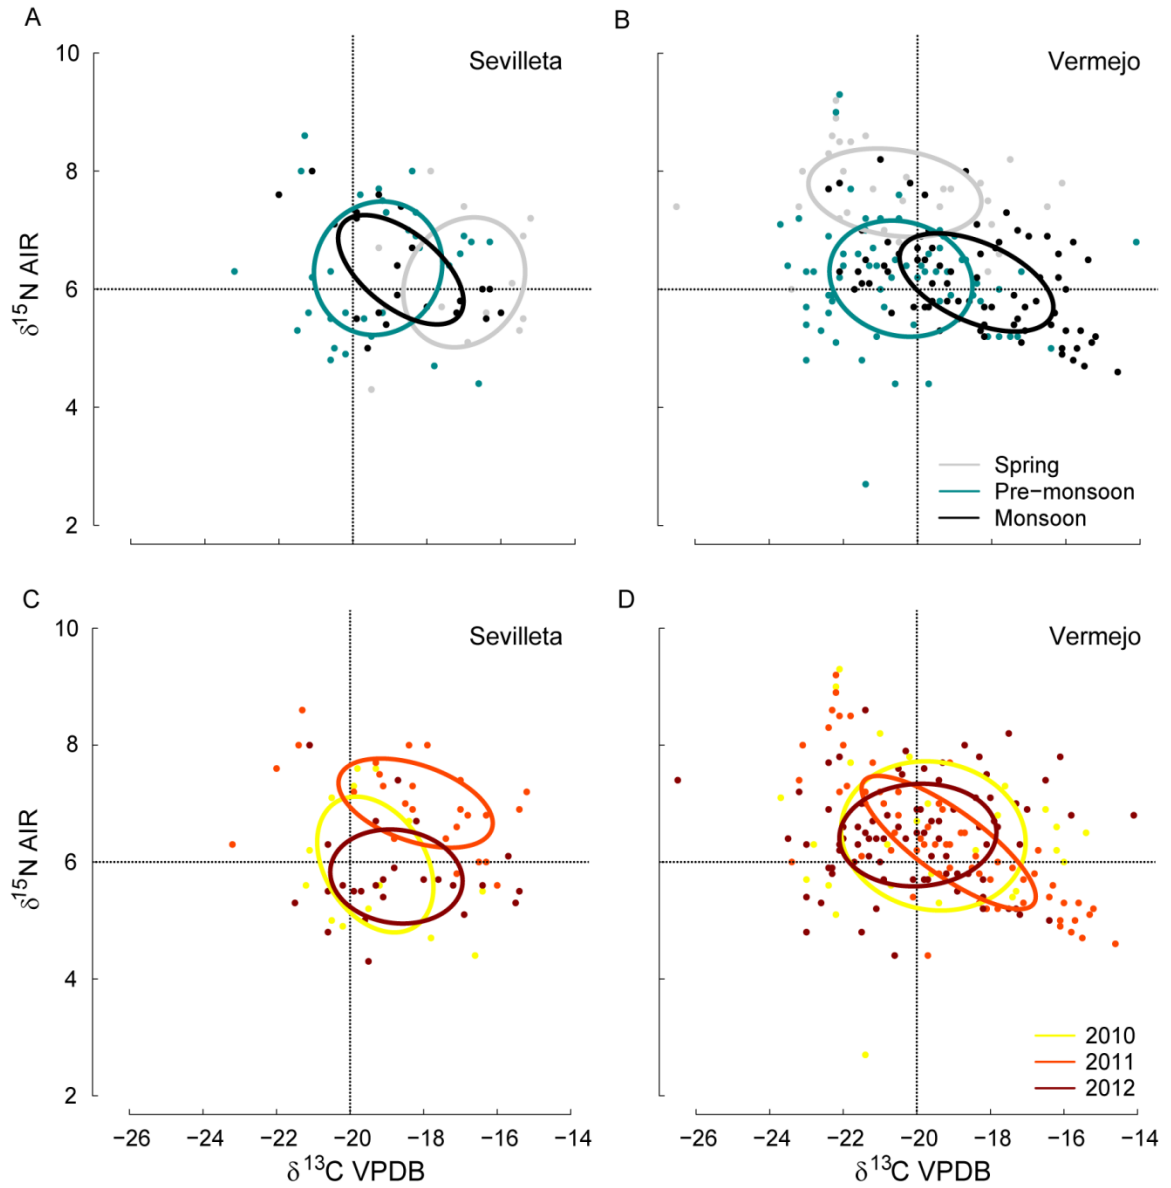 A
B
Sevilleta
Vermejo
10
8
6
4
2
δ15N AIR
Spring
Pre−monsoon
Monsoon
C
D
Sevilleta
Vermejo
10
8
6
4
2
δ15N AIR
2010
2011
2012
−26 −24 −22 −20 −18 −16 −14
−26 −24 −22 −20 −18 −16 −14
δ13C VPDB
δ13C VPDB